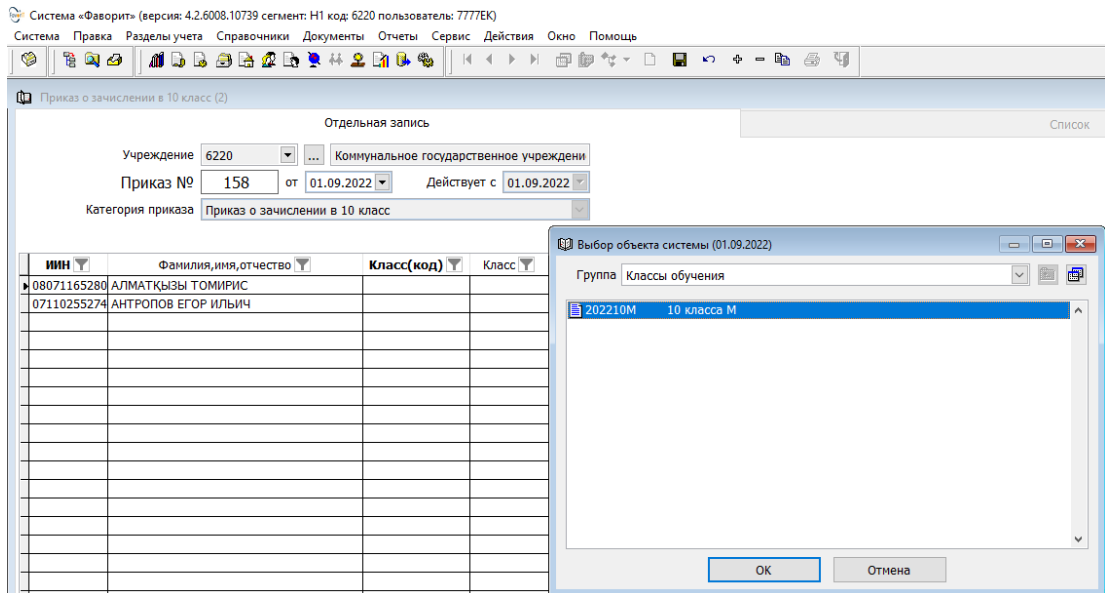 Система «Фаворит» (версия: 4.2.6008.10739 сегмент: Н1 код: 6220 пользователь: 7777ЕК)
Система Правка Разделы учета Справочники Документы Отчеты Сервис Действия Окно Помощь
Приказ о зачислении в 10 класс (2)
Отдельная запись Список
Учреждение 6220 ... Коммунальное государственное учреждени
Приказ № 158 от 01.09.2022 Действует с 01.09.2022
Категория приказа Приказ о зачислении в 10 класс
Выбор объекта системы (01.09.2022)
Группа Классы обучения
202210М 10 класса М
ИИН Фамилия,имя,отчество Класс(код) Класс
08071165280 АЛМАТҚЫЗЫ ТОМИРИС
07110255274 АНТРОПОВ ЕГОР ИЛЬИЧ
ОК Отмена